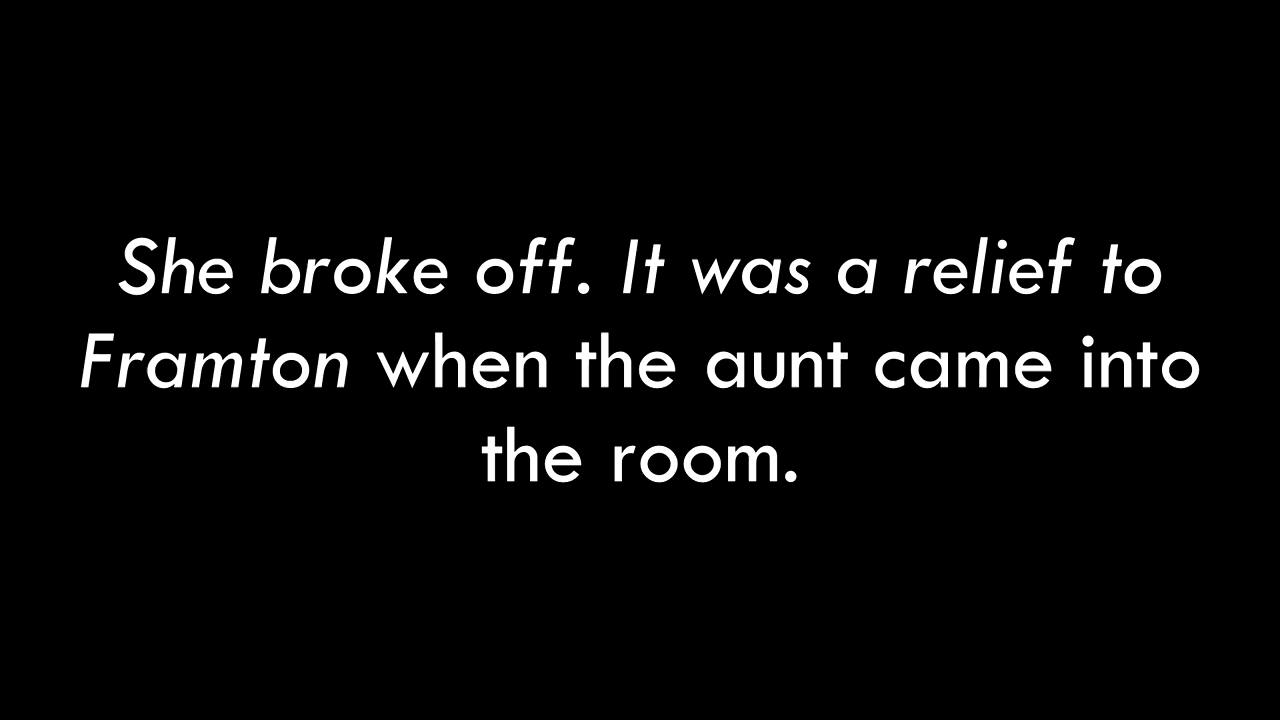 She broke off. It was a relief to
Framton when the aunt came into
the room.